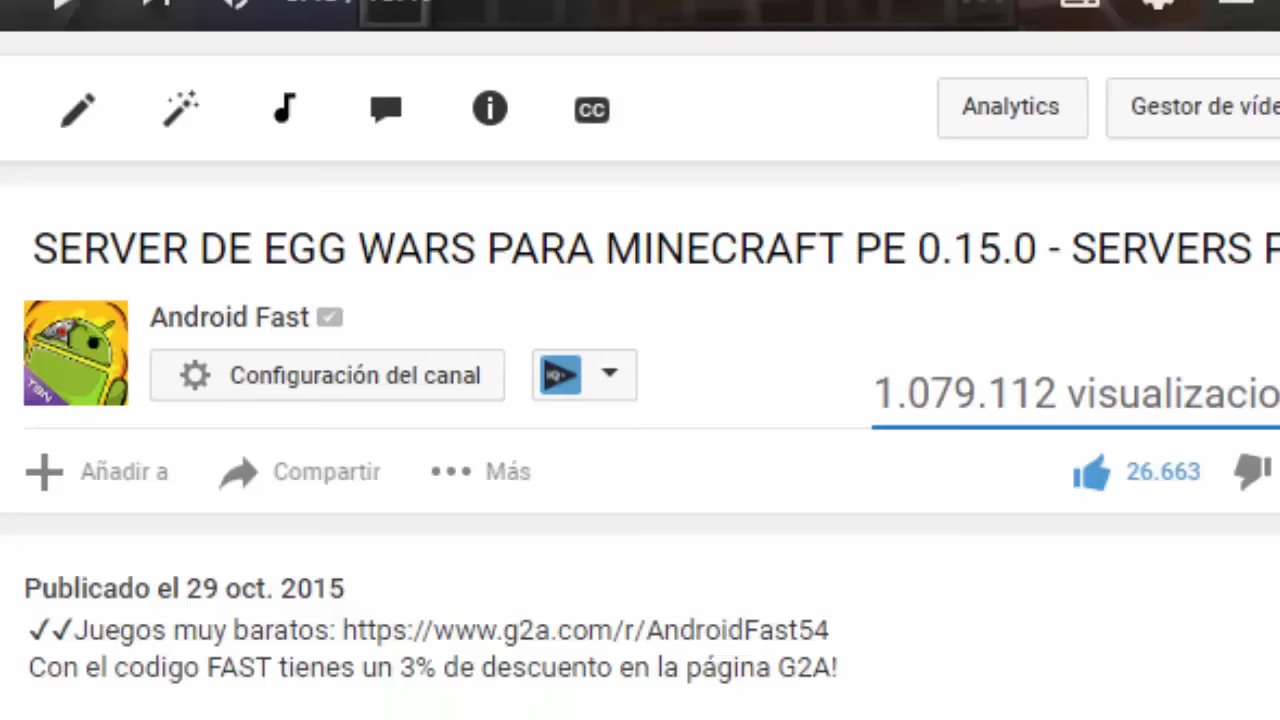 Analytics
Gestor de víde
SERVER DE EGG WARS PARA MINECRAFT PE 0.15.0 - SERVERS P
Android Fast
TSN
Configuración del canal
1.079.112 visualizacio
Añadir a
Compartir
Más
26.663
Publicado el 29 oct. 2015
✓✓Juegos muy baratos: https://www.g2a.com/r/AndroidFast54
Con el codigo FAST tienes un 3% de descuento en la página G2A!